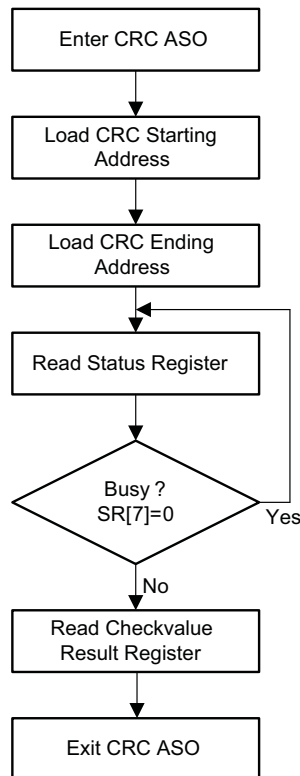 Enter CRC ASO
Load CRC Starting
Address
Load CRC Ending
Address
Read Status Register
Busy ?
SR[7]=0
Yes
No
Read Checkvalue
Result Register
Exit CRC ASO